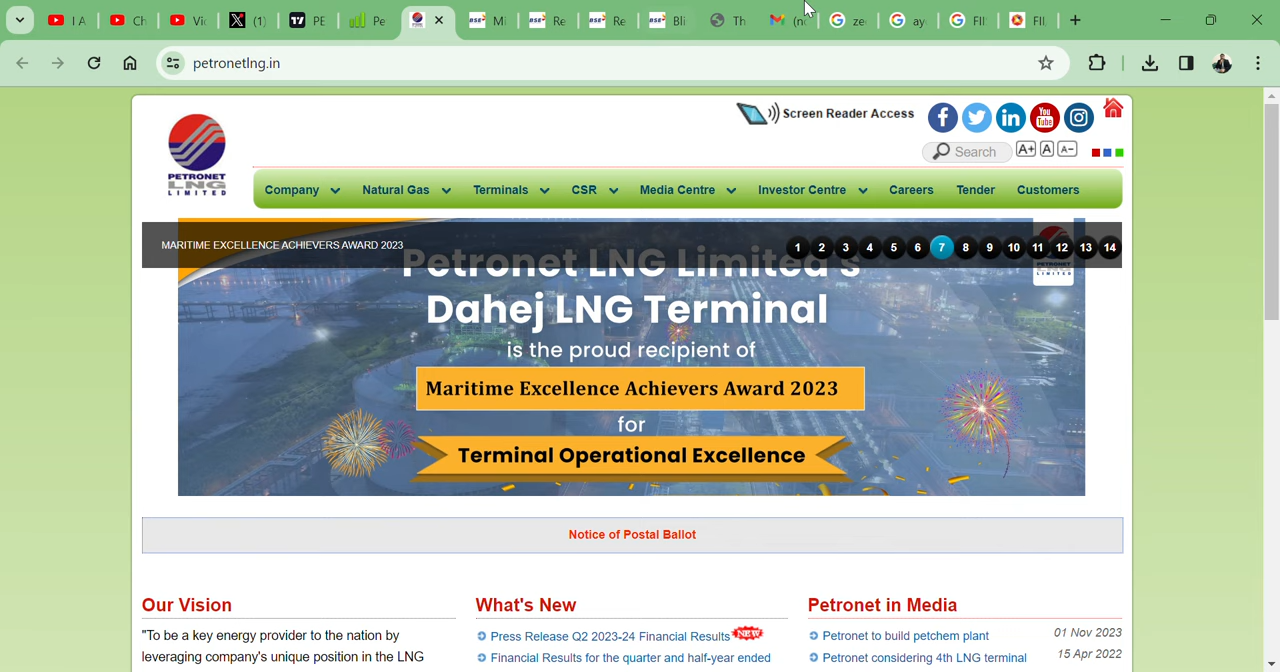 I A
Ch
Vic
(1)
PE
Pe
Mi
Re
Re
Bli
Th
ze
ay
FII
FII,
petronetlng.in
Screen Reader Access
Search
A+ A A-
PETRONET
LNG
LIMITED
Company
Natural Gas
Terminals
CSR
Media Centre
Investor Centre
Careers
Tender
Customers
MARITIME EXCELLENCE ACHIEVERS AWARD 2023
1 2 3 4 5 6 7 8 9 10 11 12 13 14
Petronet LNG Limited's
Dahej LNG Terminal
is the proud recipient of
Maritime Excellence Achievers Award 2023
for
Terminal Operational Excellence
Notice of Postal Ballot
Our Vision
"To be a key energy provider to the nation by
leveraging company's unique position in the LNG
What's New
Press Release Q2 2023-24 Financial Results NEW
Financial Results for the quarter and half-year ended
Petronet in Media
Petronet to build petchem plant 01 Nov 2023
Petronet considering 4th LNG terminal 15 Apr 2022